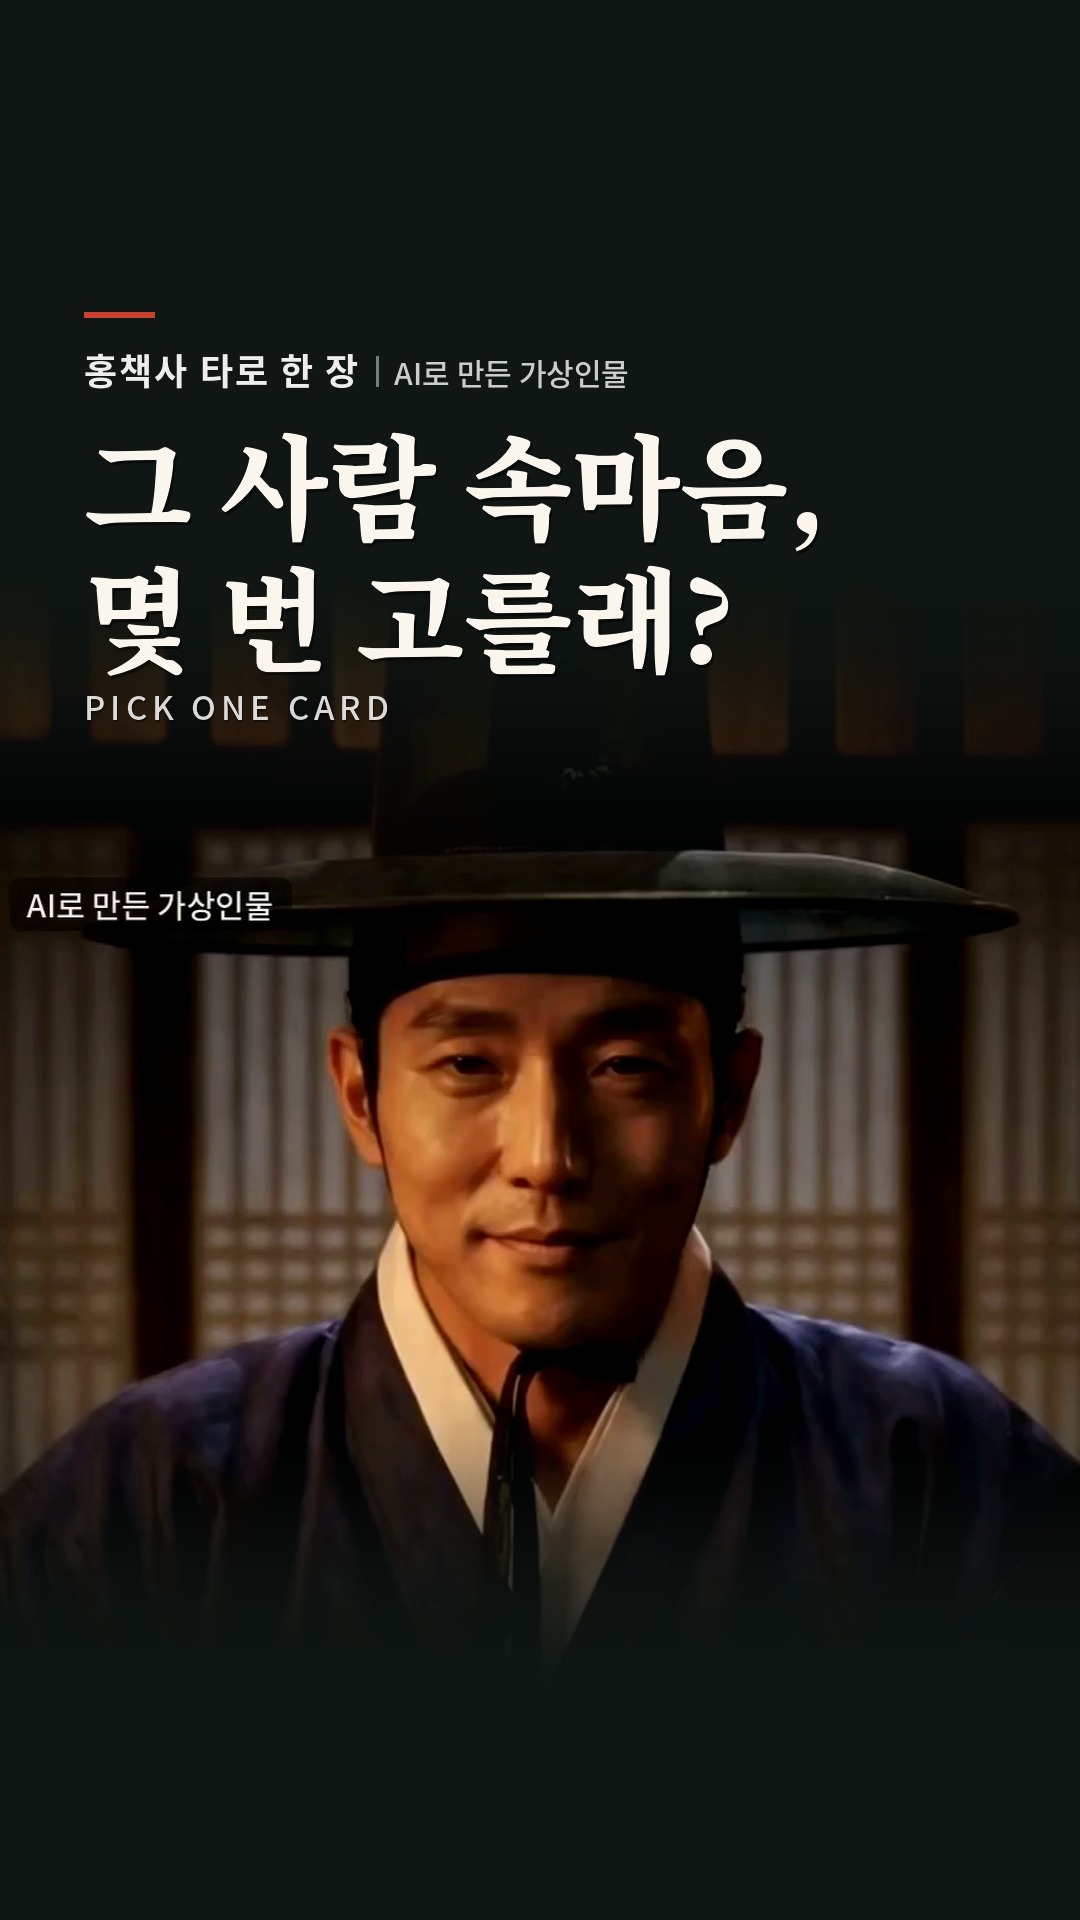 홍책사 타로 한 장 | AI로 만든 가상인물
그 사람 속마음,
몇 번 고를래?
PICK ONE CARD
AI로 만든 가상인물